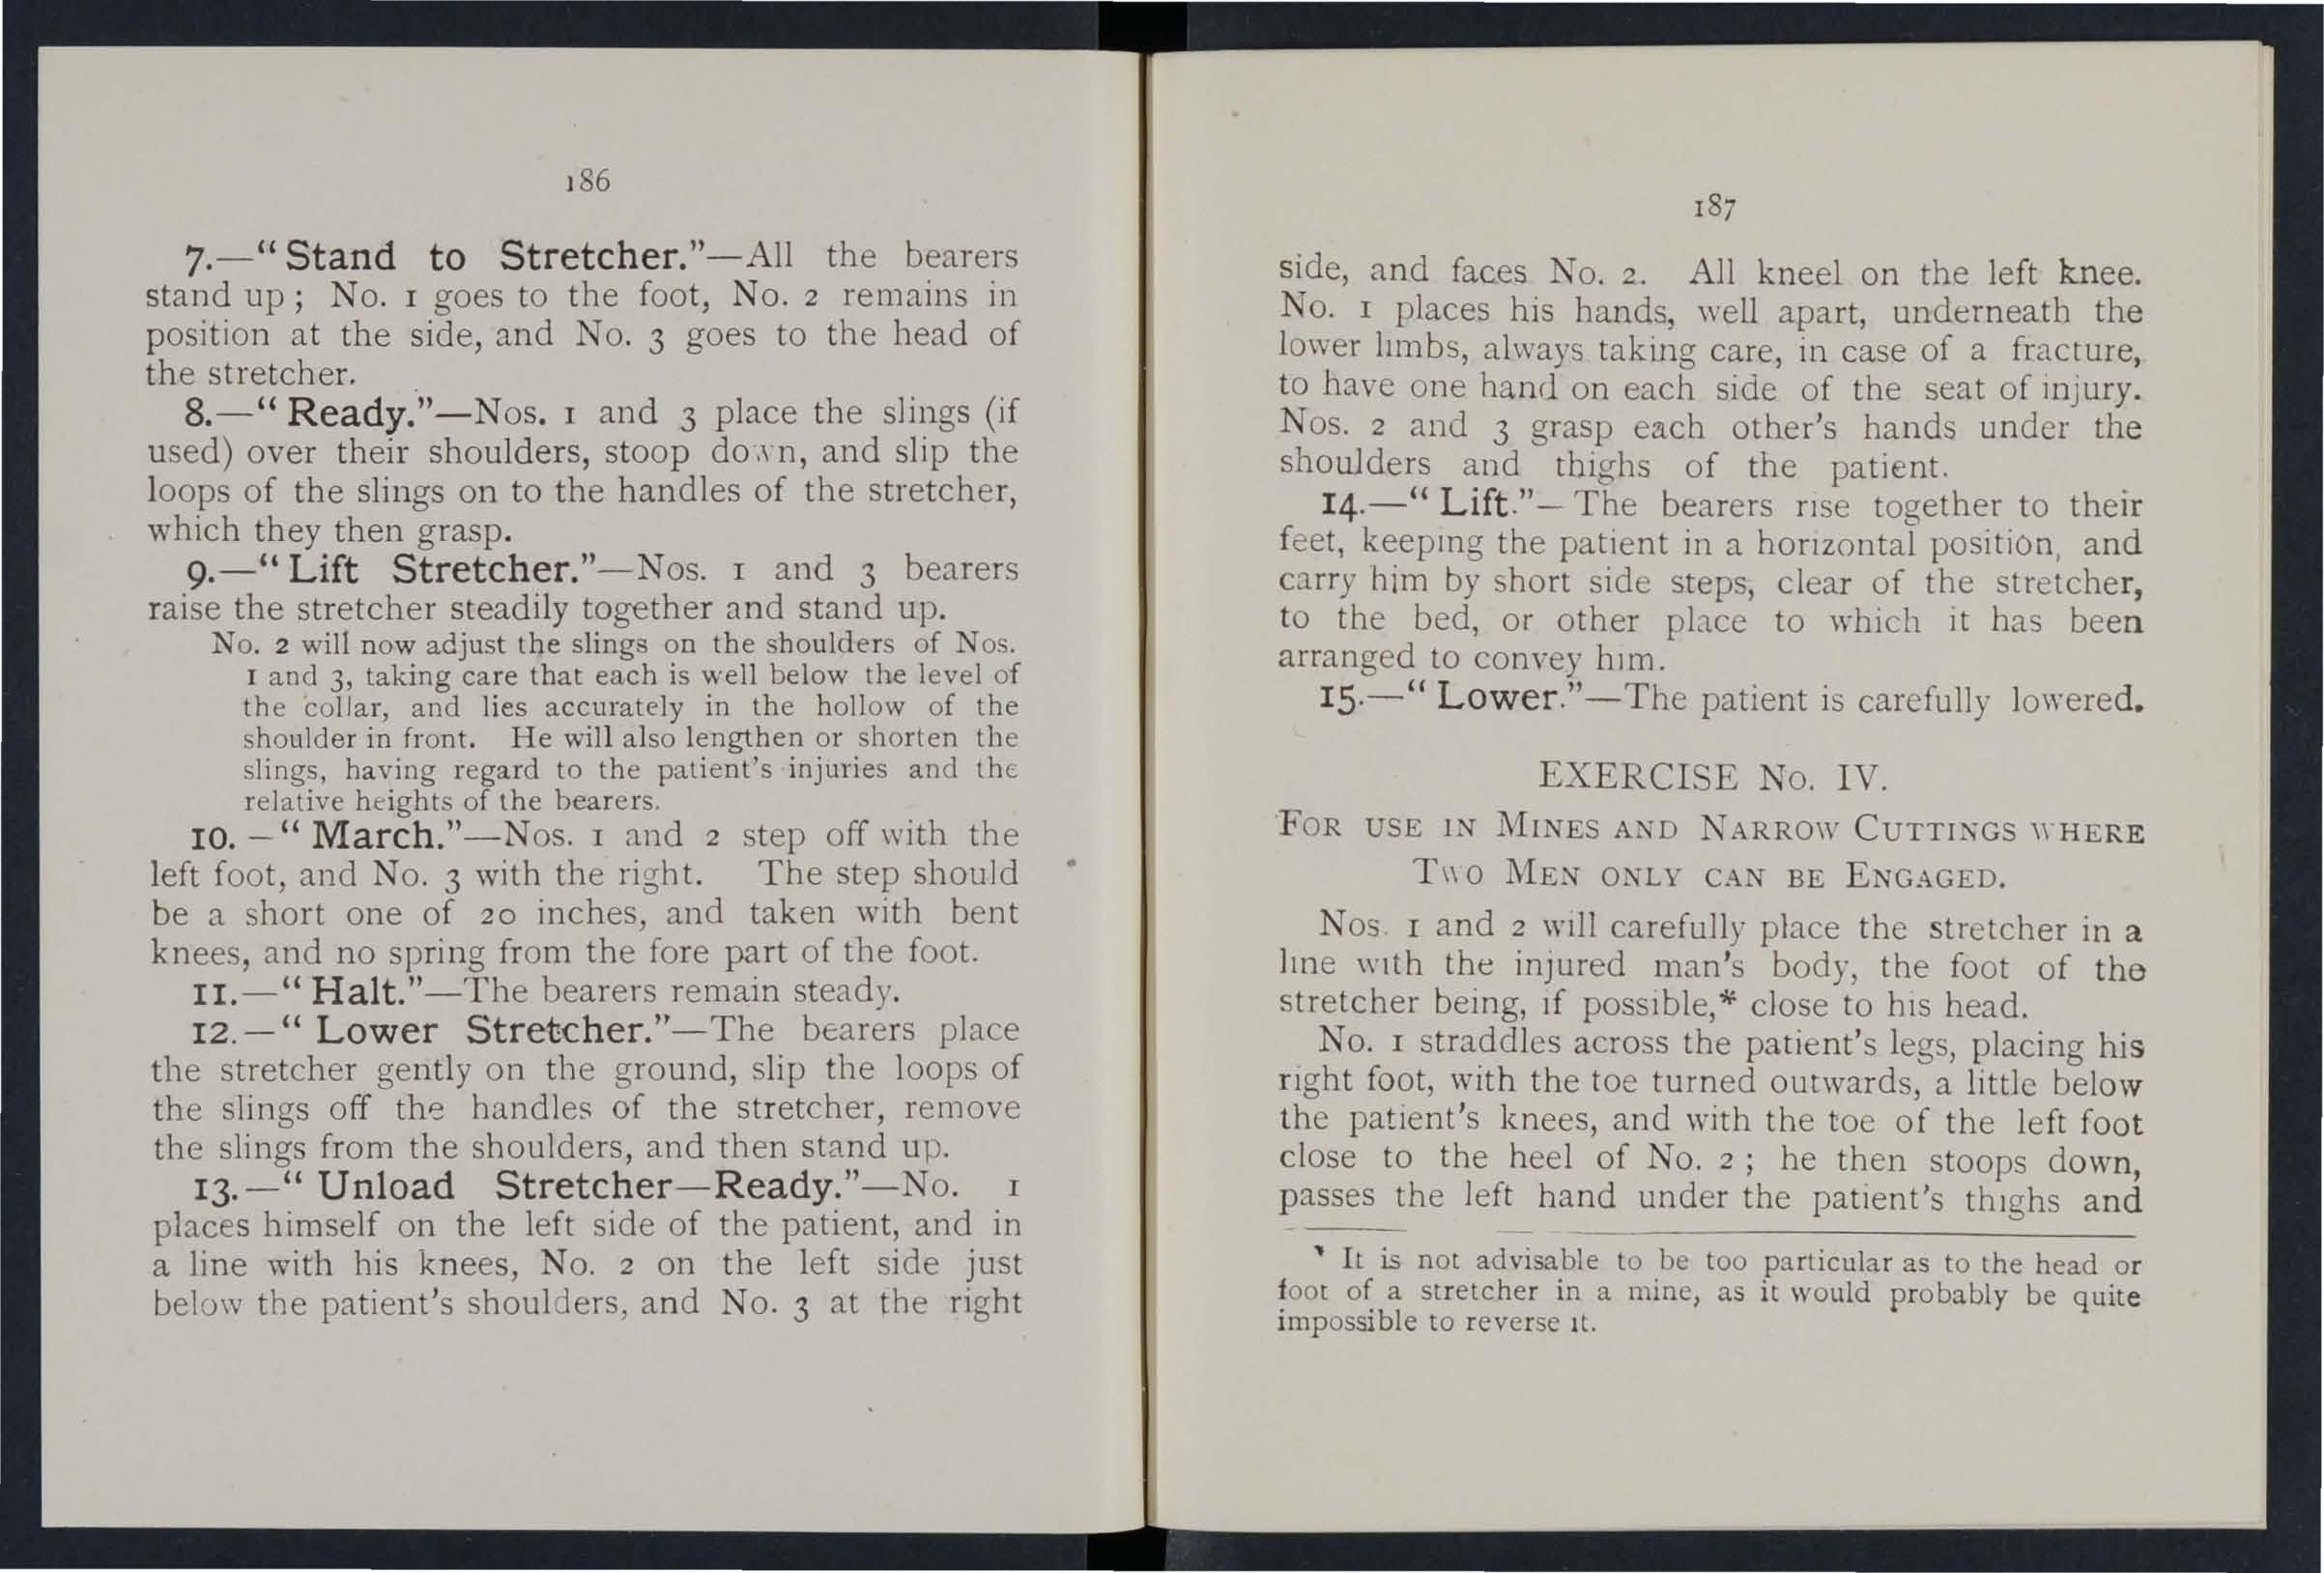 186
7.—“Stand to Stretcher.”—All the bearers
stand up; No. 1 goes to the foot, No. 2 remains in
position at the side, and No. 3 goes to the head of
the stretcher.
8.—“Ready.”—Nos. 1 and 3 place the slings (if
used) over their shoulders, stoop down, and slip the
loops of the slings on to the handles of the stretcher,
which they then grasp.
9.—“Lift Stretcher.”—Nos. 1 and 3 bearers
raise the stretcher steadily together and stand up.
No. 2 will now adjust the slings on the shoulders of Nos.
1 and 3, taking care that each is well below the level of
the collar, and lies accurately in the hollow of the
shoulder in front. He will also lengthen or shorten the
slings, having regard to the patient's injuries and the
relative heights of the bearers.
10.—“March.”—Nos. 1 and 2 step off with the
left foot, and No. 3 with the right. The step should
be a short one of 20 inches, and taken with bent
knees, and no spring from the fore part of the foot.
11.—“Halt.”—The bearers remain steady.
12.—“Lower Stretcher.”—The bearers place
the stretcher gently on the ground, slip the loops of
the slings off the handles of the stretcher, remove
the slings from the shoulders, and then stand up.
13.—“Unload Stretcher—Ready.”—No. 1
places himself on the left side of the patient, and in
a line with his knees, No. 2 on the left side just
below the patient's shoulders, and No. 3 at the right
187
side, and faces No. 2. All kneel on the left knee.
No. 1 places his hands, well apart, underneath the
lower limbs, always taking care, in case of a fracture,
to have one hand on each side of the seat of injury.
Nos. 2 and 3 grasp each other's hands under the
shoulders and thighs of the patient.
14.—“Lift.”—The bearers rise together to their
feet, keeping the patient in a horizontal position, and
carry him by short side steps, clear of the stretcher,
to the bed, or other place to which it has been
arranged to convey him.
15.—“Lower.”—The patient is carefully lowered.
EXERCISE No. IV.
FOR USE IN MINES AND NARROW CUTTINGS WHERE
TWO MEN ONLY CAN BE ENGAGED.
Nos. 1 and 2 will carefully place the stretcher in a
line with the injured man's body, the foot of the
stretcher being, if possible,* close to his head.
No. 1 straddles across the patient's legs, placing his
right foot, with the toe turned outwards, a little below
the patient's knees, and with the toe of the left foot
close to the heel of No. 2; he then stoops down,
passes the left hand under the patient's thighs and
* It is not advisable to be too particular as to the head or
foot of a stretcher in a mine, as it would probably be quite
impossible to reverse it.